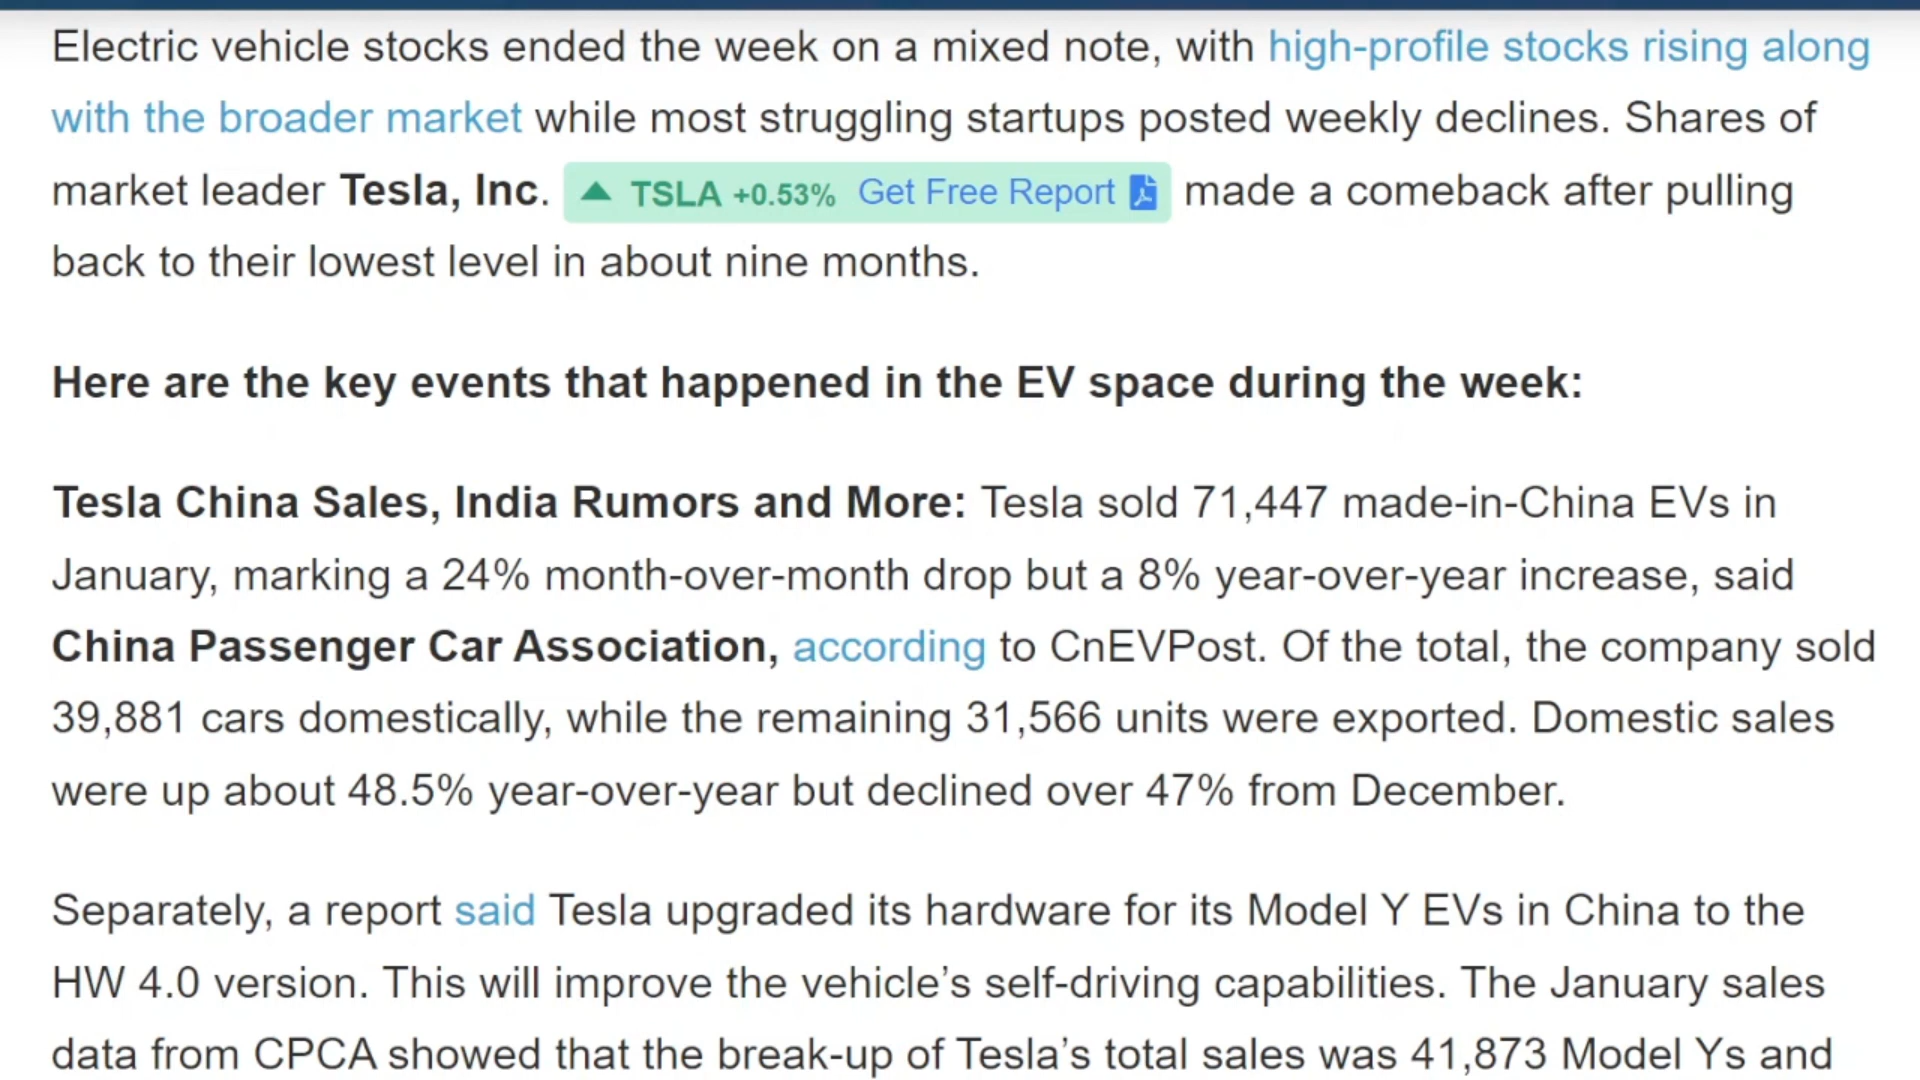 Electric vehicle stocks ended the week on a mixed note, with high-profile stocks rising along
with the broader market while most struggling startups posted weekly declines. Shares of
market leader Tesla, Inc. ▲ TSLA +0.53% Get Free Report made a comeback after pulling
back to their lowest level in about nine months.
Here are the key events that happened in the EV space during the week:
Tesla China Sales, India Rumors and More: Tesla sold 71,447 made-in-China EVs in
January, marking a 24% month-over-month drop but a 8% year-over-year increase, said
China Passenger Car Association, according to CnEVPost. Of the total, the company sold
39,881 cars domestically, while the remaining 31,566 units were exported. Domestic sales
were up about 48.5% year-over-year but declined over 47% from December.
Separately, a report said Tesla upgraded its hardware for its Model Y EVs in China to the
HW 4.0 version. This will improve the vehicle’s self-driving capabilities. The January sales
data from CPCA showed that the break-up of Tesla’s total sales was 41,873 Model Ys and